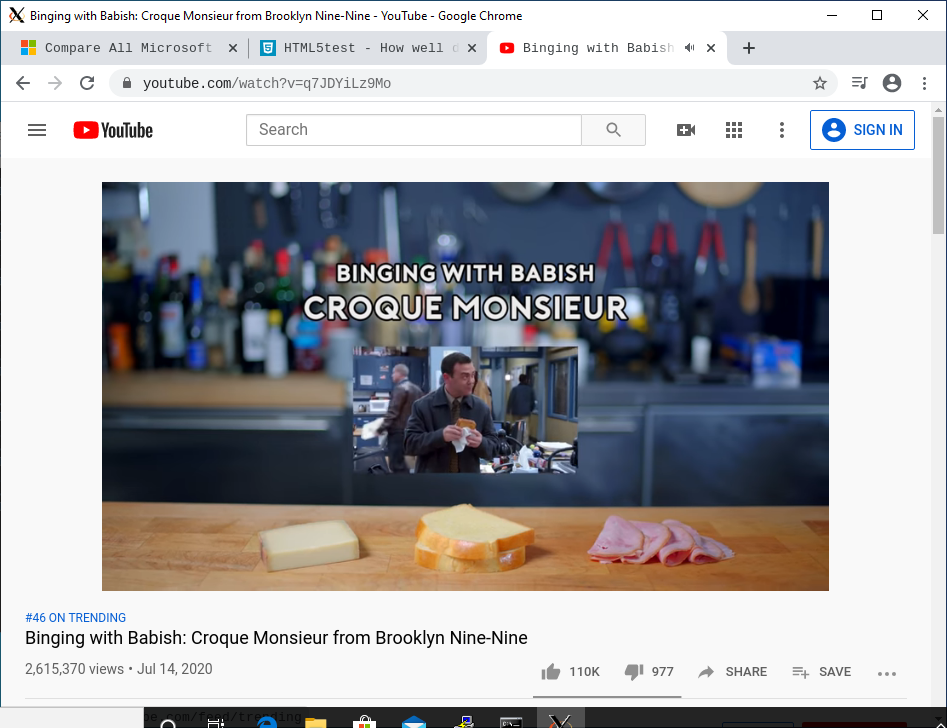 Binging with Babish: Croque Monsieur from Brooklyn Nine-Nine - YouTube - Google Chrome
Compare All Microsoft
HTML5test - How well d
Binging with Babish
youtube.com/watch?v=q7JDYiLz9Mo
YouTube
Search
SIGN IN
BINGING WITH BABISH
CROQUE MONSIEUR
#46 ON TRENDING
Binging with Babish: Croque Monsieur from Brooklyn Nine-Nine
2,615,370 views • Jul 14, 2020
110K
977
SHARE
SAVE
be.com/feed/trending